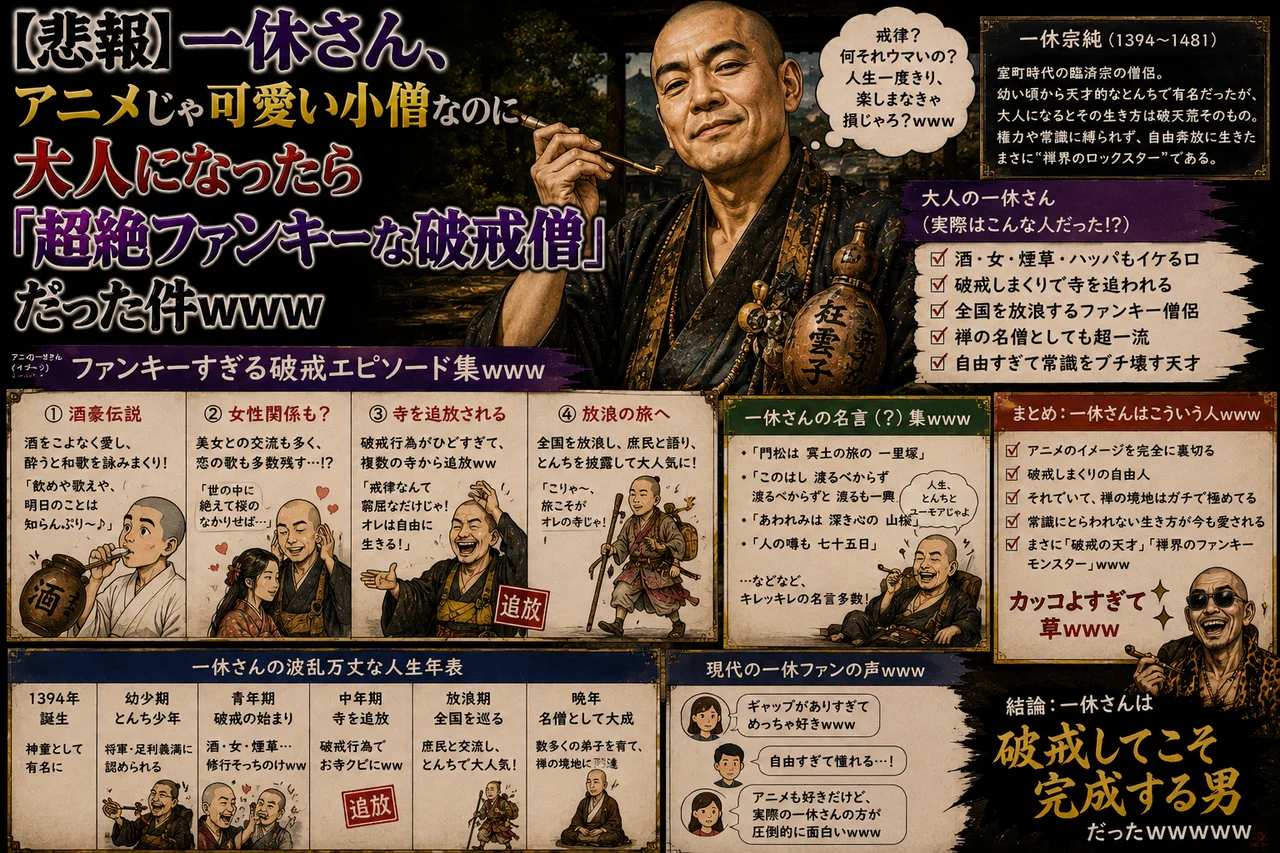 【悲報】一休さん、
アニメじゃ可愛い小僧なのに
大人になったら
「超絶ファンキーな破戒僧」
だった件www
戒律?
何それウマいの?
人生一度きり、
楽しまなきゃ
損じゃろ?www
一休宗純(1394〜1481)
室町時代の臨済宗の僧侶。
幼い頃から天才的なとんちで有名だったが、
大人になるとその生き方は破天荒そのもの。
権力や常識に縛られず、自由奔放に生きた
まさに“禅界のロックスター”である。
大人の一休さん
(実際はこんな人だった!?)
酒・女・煙草・ハッパもイケる口
破戒しまくりで寺を追われる
全国を放浪するファンキー僧侶
禅の名僧としても超一流
自由すぎて常識をブチ壊す天才
狂雲子
ファンキーすぎる破戒エピソード集www
① 酒豪伝説
酒をこよなく愛し、
酔うと和歌を詠みまくり!
「飲めや歌えや、
明日のことは
知らんぷり〜♪」
酒
② 女性関係も?
美女との交流も多く、
恋の歌も多数残す…!?
「世の中に
絶えて桜の
なかりせば…」
③ 寺を追放される
破戒行為がひどすぎて、
複数の寺から追放ww
「戒律なんて
窮屈なだけじゃ!
オレは自由に
生きる!」
追放
④ 放浪の旅へ
全国を放浪し、庶民と語り、
とんちを披露して大人気に!
「こりゃ〜、
旅こそが
オレの寺じゃ!
一休さんの名言(?)集www
・「門松は 冥土の旅の 一里塚」
・「このはし 渡るべからず
渡るべからずと 渡るも一興
・「あわれみは 深き心の 山桜」
・「人の噂も 七十五日」
…などなど、
キレッキレの名言多数!
人生、
とんちと
ユーモアじゃよ
まとめ:一休さんはこういう人www
アニメのイメージを完全に裏切る
破戒しまくりの自由人
それでいて、禅の境地はガチで極めてる
常識にとらわれない生き方が今も愛される
まさに「破戒の天才」「禅界のファンキー
モンスター」www
カッコよすぎて
草www
一休さんの波乱万丈な人生年表
1394年
誕生
神童として
有名に
幼少期
とんち少年
将軍・足利義満に
認められる
青年期
破戒の始まり
酒・女・煙草…
修行そっちのけww
中年期
寺を追放
破戒行為で
お寺クビにww
追放
放浪期
全国を巡る
庶民と交流し、
とんちで大人気!
晩年
名僧として大成
数多くの弟子を育て、
禅の境地に達
現代の一休ファンの声www
ギャップがありすぎて
めっちゃ好きwww
自由すぎて憧れる…!
アニメも好きだけど、
実際の一休さんの方が
圧倒的に面白いwww
結論:一休さんは
破戒してこそ
完成する男
だったwwwww